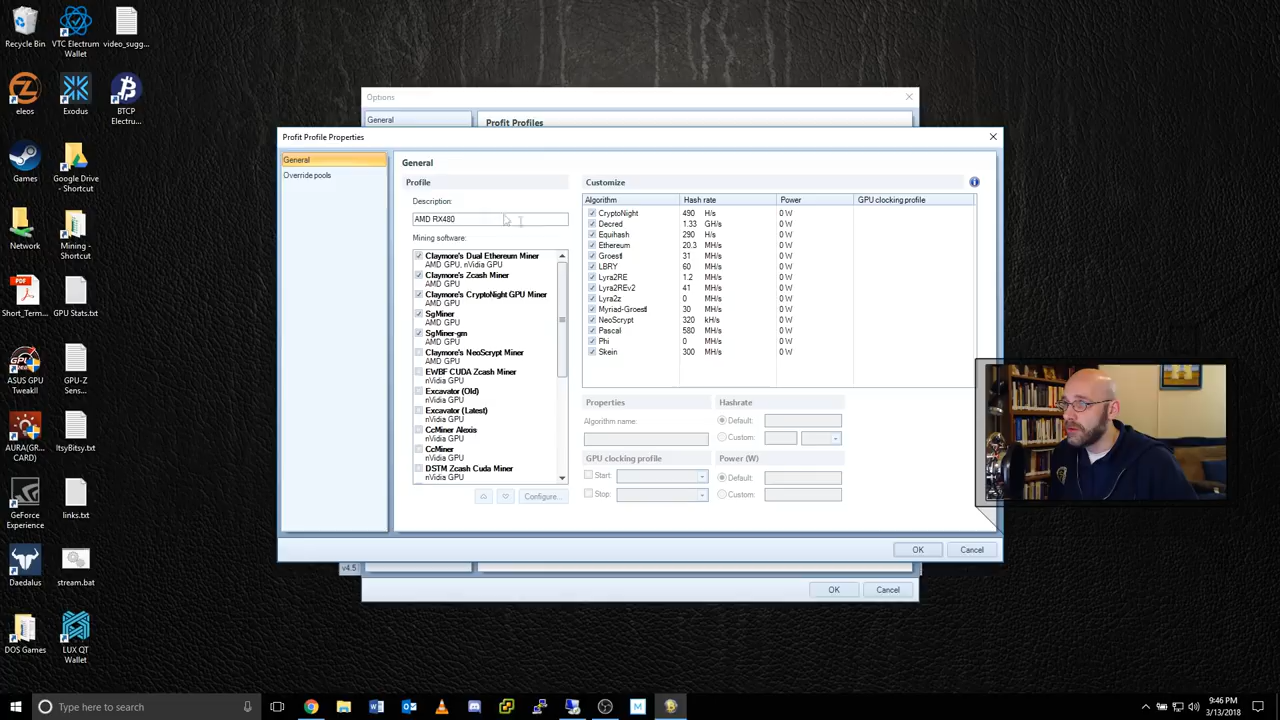 Recycle Bin
VTC Electrum
Wallet
video_sugg...
eleos
Exodus
BTCP
Electru...
Games
Google Drive
- Shortcut
Network
Mining -
Shortcut
Short_Term...
GPU Stats.txt
ASUS GPU
TweakII
GPU-Z
Sens...
AURA(GR...
CARD)
ItsyBitsy.txt
GeForce
Experience
links.txt
Daedalus
stream.bat
DOS Games
LUX QT
Wallet
Options
General
Profit Profiles
Profit Profile Properties
General
Override pools
General
Profile
Description:
AMD RX480
Mining software:
Claymore's Dual Ethereum Miner
AMD GPU, nVidia GPU
Claymore's Zcash Miner
AMD GPU
Claymore's CryptoNight GPU Miner
AMD GPU
SgMiner
AMD GPU
SgMiner-gm
AMD GPU
Claymore's NeoScrypt Miner
AMD GPU
EWBF CUDA Zcash Miner
nVidia GPU
Excavator (Old)
nVidia GPU
Excavator (Latest)
nVidia GPU
CcMiner Alexis
nVidia GPU
CcMiner
nVidia GPU
DSTM Zcash Cuda Miner
nVidia GPU
Configure...
Customize
Algorithm Hash rate Power GPU clocking profile
CryptoNight 490 H/s 0 W
Decred 1.33 GH/s 0 W
Equihash 290 H/s 0 W
Ethereum 20.3 MH/s 0 W
Groestl 31 MH/s 0 W
LBRY 60 MH/s 0 W
Lyra2RE 1.2 MH/s 0 W
Lyra2REv2 41 MH/s 0 W
Lyra2z 0 MH/s 0 W
Myriad-Groestl 30 MH/s 0 W
NeoScrypt 320 kH/s 0 W
Pascal 580 MH/s 0 W
Phi 0 MH/s 0 W
Skein 300 MH/s 0 W
Properties
Algorithm name:
GPU clocking profile
Start:
Stop:
Hashrate
Default:
Custom:
Power (W)
Default:
Custom:
OK
Cancel
v4.5
OK
Cancel
Type here to search
9:46 PM
3/13/2018